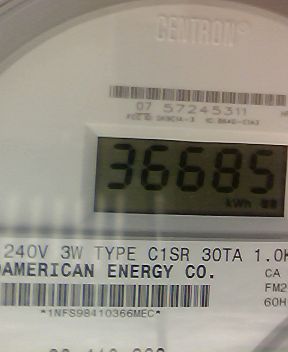 CENTRON®
07 57245311
36685
kWh
240V 3W TYPE C1SR 30TA 1.0K
AMERICAN ENERGY CO.
CA
FM2
60H
*1NFS98410366MEC*